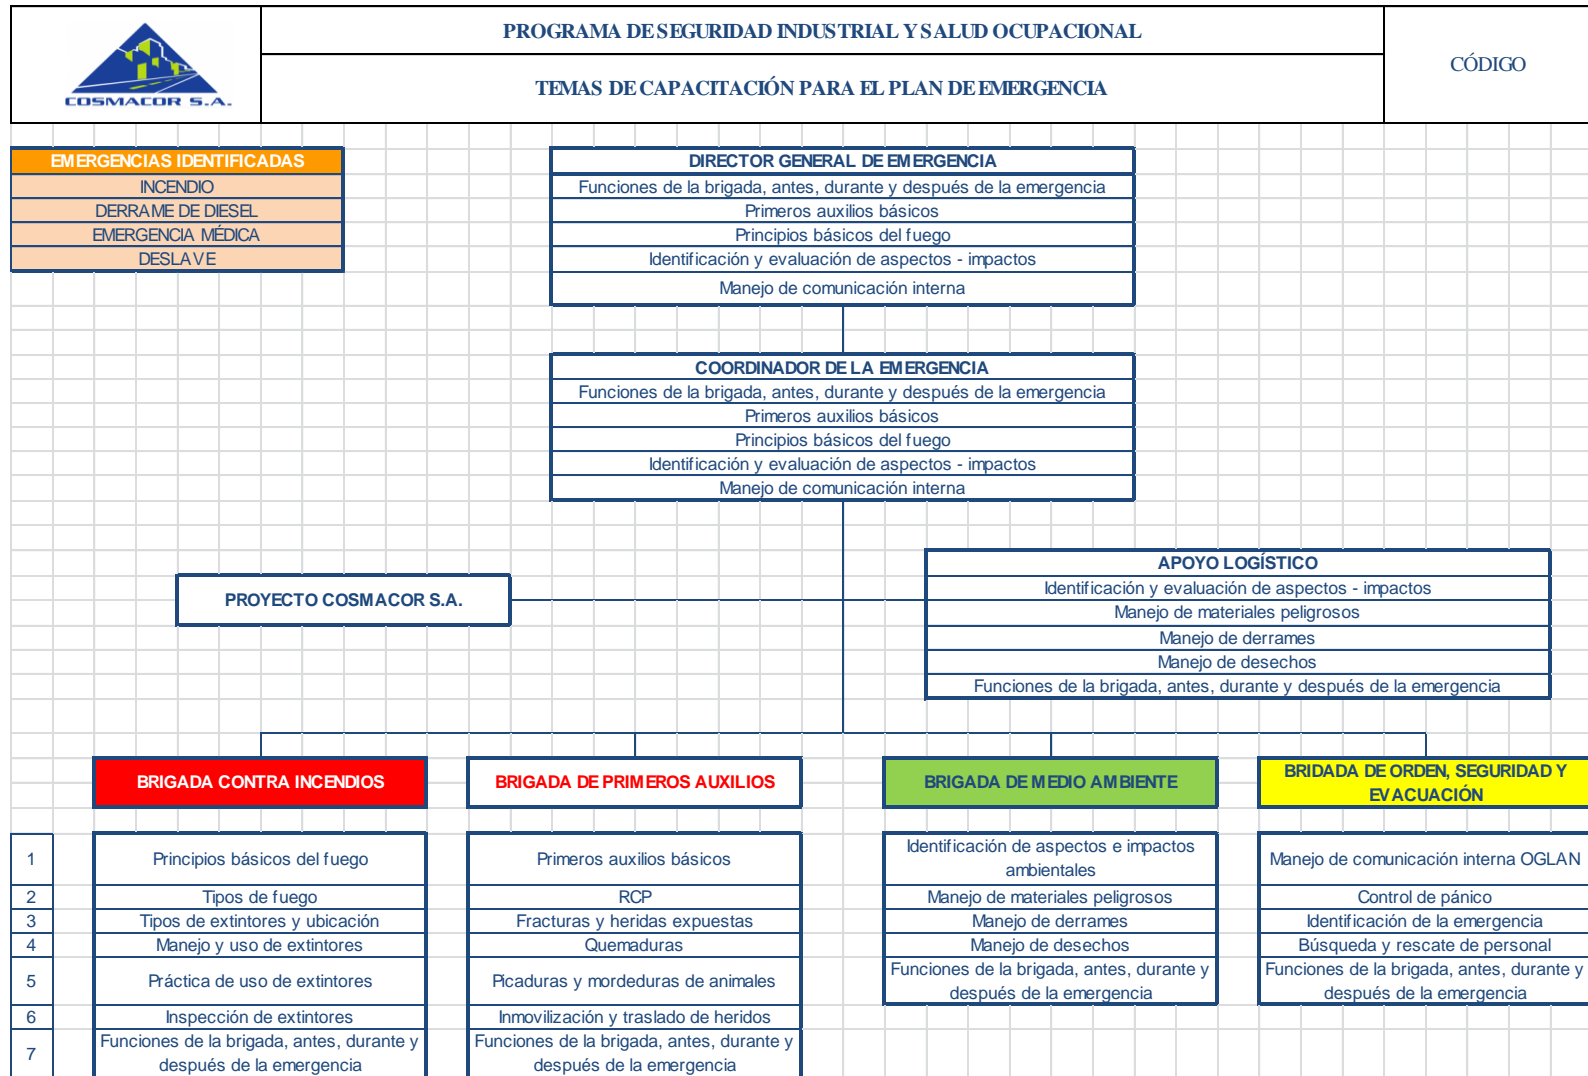 COSMACOR S.A.
PROGRAMA DE SEGURIDAD INDUSTRIAL Y SALUD OCUPACIONAL
TEMAS DE CAPACITACIÓN PARA EL PLAN DE EMERGENCIA
CÓDIGO
EMERGENCIAS IDENTIFICADAS
INCENDIO
DERRAME DE DIESEL
EMERGENCIA MÉDICA
DESLAVE
DIRECTOR GENERAL DE EMERGENCIA
Funciones de la brigada, antes, durante y después de la emergencia
Primeros auxilios básicos
Principios básicos del fuego
Identificación y evaluación de aspectos - impactos
Manejo de comunicación interna
COORDINADOR DE LA EMERGENCIA
Funciones de la brigada, antes, durante y después de la emergencia
Primeros auxilios básicos
Principios básicos del fuego
Identificación y evaluación de aspectos - impactos
Manejo de comunicación interna
PROYECTO COSMACOR S.A.
APOYO LOGÍSTICO
Identificación y evaluación de aspectos - impactos
Manejo de materiales peligrosos
Manejo de derrames
Manejo de desechos
Funciones de la brigada, antes, durante y después de la emergencia
BRIGADA CONTRA INCENDIOS
BRIGADA DE PRIMEROS AUXILIOS
BRIGADA DE MEDIO AMBIENTE
BRIDADA DE ORDEN, SEGURIDAD Y
EVACUACIÓN
1
Principios básicos del fuego
Primeros auxilios básicos
Identificación de aspectos e impactos
ambientales
Manejo de comunicación interna OGLAN
2
Tipos de fuego
RCP
Manejo de materiales peligrosos
Control de pánico
3
Tipos de extintores y ubicación
Fracturas y heridas expuestas
Manejo de derrames
Identificación de la emergencia
4
Manejo y uso de extintores
Quemaduras
Manejo de desechos
Búsqueda y rescate de personal
5
Práctica de uso de extintores
Picaduras y mordeduras de animales
Funciones de la brigada, antes, durante y
después de la emergencia
Funciones de la brigada, antes, durante y
después de la emergencia
6
Inspección de extintores
Inmovilización y traslado de heridos
7
Funciones de la brigada, antes, durante y
después de la emergencia
Funciones de la brigada, antes, durante y
después de la emergencia